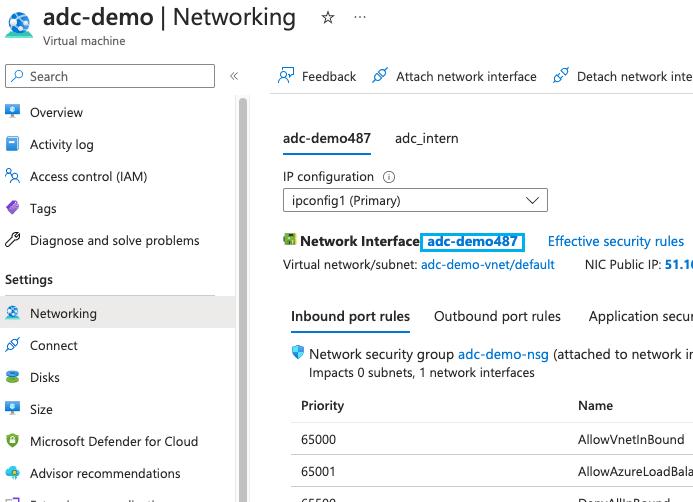 adc-demo | Networking
Virtual machine
Search
Feedback
Attach network interface
Detach network inte
Overview
Activity log
Access control (IAM)
Tags
Diagnose and solve problems
Settings
Networking
Connect
Disks
Size
Microsoft Defender for Cloud
Advisor recommendations
adc-demo487
adc_intern
IP configuration
ipconfig1 (Primary)
Network Interface adc-demo487
Effective security rules
Virtual network/subnet: adc-demo-vnet/default
NIC Public IP: 51.10
Inbound port rules
Outbound port rules
Application secur
Network security group adc-demo-nsg (attached to network in
Impacts 0 subnets, 1 network interfaces
Priority
Name
65000
AllowVnetInBound
65001
AllowAzureLoadBala